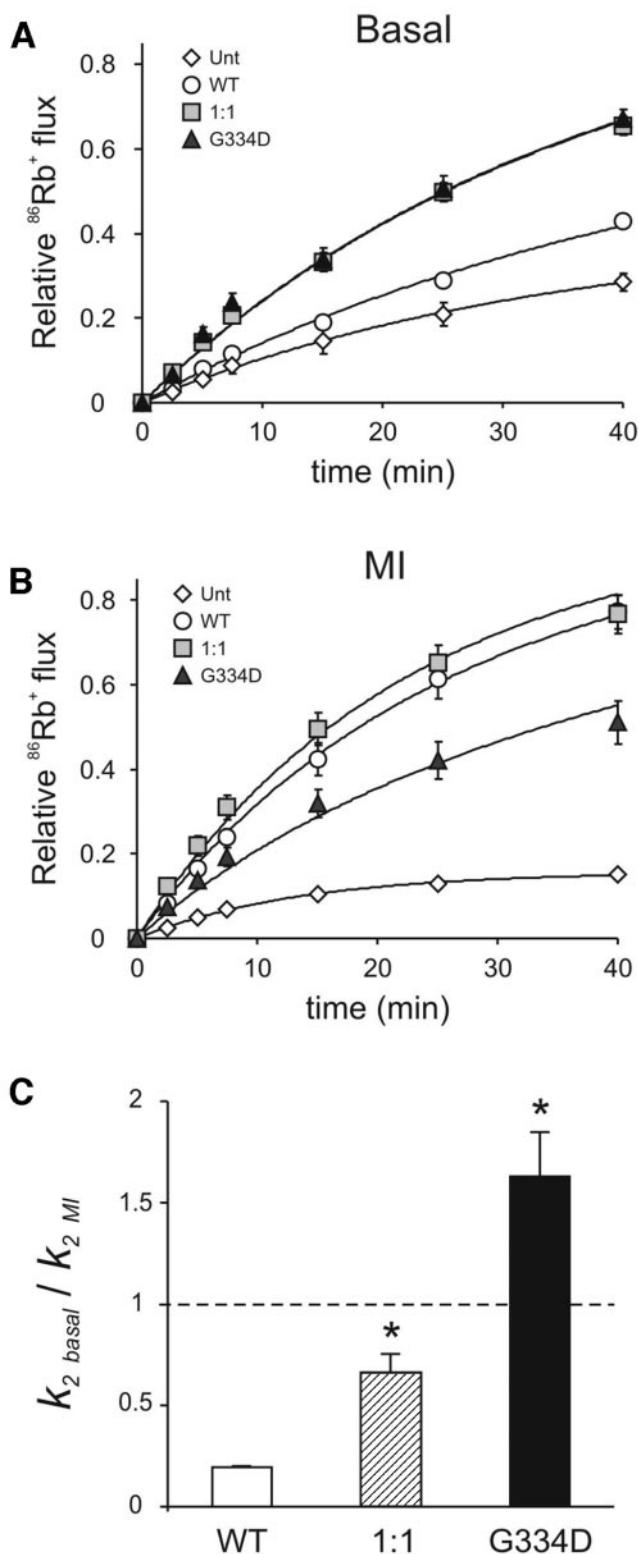 A
Basal
Unt
WT
1:1
G334D
Relative ⁸⁶Rb⁺ flux
0.8
0.6
0.4
0.2
0
0 10 20 30 40
time (min)
B
MI
Unt
WT
1:1
G334D
Relative ⁸⁶Rb⁺ flux
0.8
0.6
0.4
0.2
0
0 10 20 30 40
time (min)
C
k₂ basal / k₂ MI
2
1.5
1
0.5
0
*
*
WT 1:1 G334D